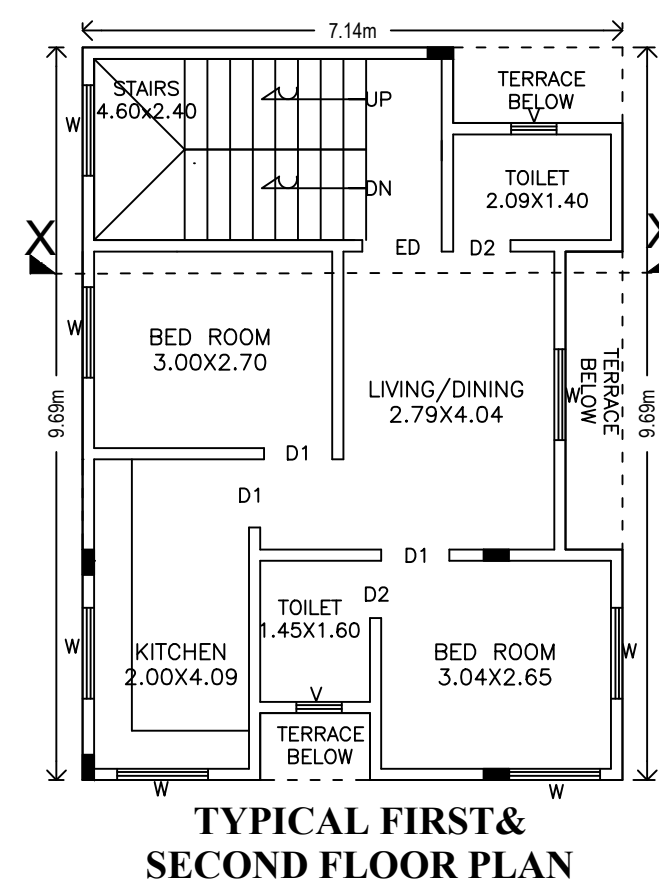 7.14m
STAIRS
4.60x2.40
W
UP
DN
TERRACE
BELOW
V
TOILET
2.09X1.40
X
X
ED
D2
W
BED ROOM
3.00X2.70
LIVING/DINING
2.79X4.04
W
TERRACE
BELOW
9.69m
9.69m
D1
D1
D1
D2
TOILET
1.45X1.60
W
KITCHEN
2.00X4.09
BED ROOM
3.04X2.65
W
V
TERRACE
BELOW
W
W
TYPICAL FIRST&
SECOND FLOOR PLAN